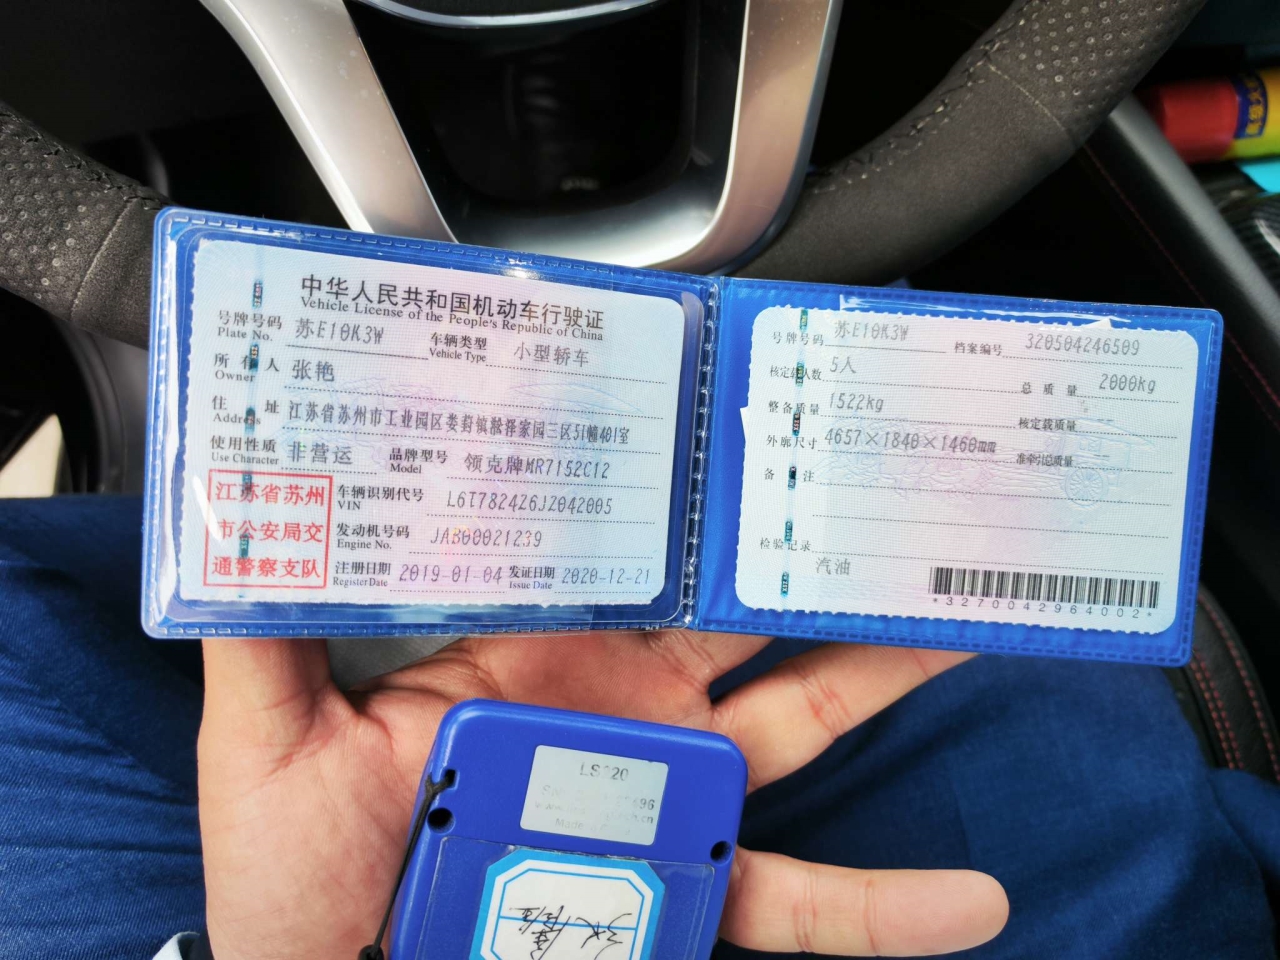 中华人民共和国机动车行驶证
Vehicle License of the People's Republic of China
号牌号码 苏E10K3W 车辆类型 小型轿车
Plate No. Vehicle Type
所有人 张艳
Owner
住址 江苏省苏州市工业园区娄葑镇 家园三区51幢401室
Address
使用性质 非营运 品牌型号 领克牌MR7152C12
Use Character Model
江苏省苏州
市公安局交
通警察支队
车辆识别代号 L6T7824Z6JZ042005
VIN
发动机号码 JAB00021239
Engine No.
注册日期 2019-01-04 发证日期 2020-12-21
Register Date Issue Date
号牌号码 苏E10K3W 档案编号 320504246509
核定载人数 5人 总质量 2000kg
整备质量 1522kg 核定载质量
外廓尺寸 4657×1840×1460mm 准牵引总质量
备注
检验记录
汽油
*3270042964002*
LS220